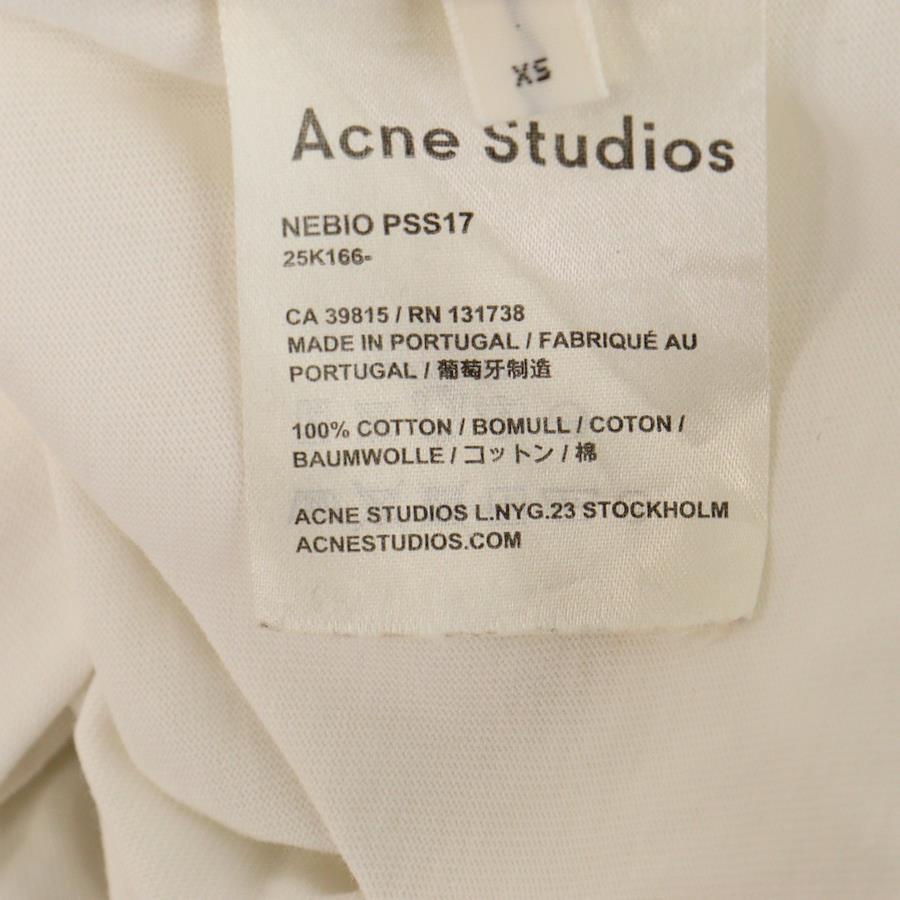 XS
Acne Studios
NEBIO PSS17
25K166-
CA 39815 / RN 131738
MADE IN PORTUGAL / FABRIQUÉ AU
PORTUGAL / 葡萄牙制造
100% COTTON / BOMULL / COTON /
BAUMWOLLE / コットン / 棉
ACNE STUDIOS L.NYG.23 STOCKHOLM
ACNESTUDIOS.COM